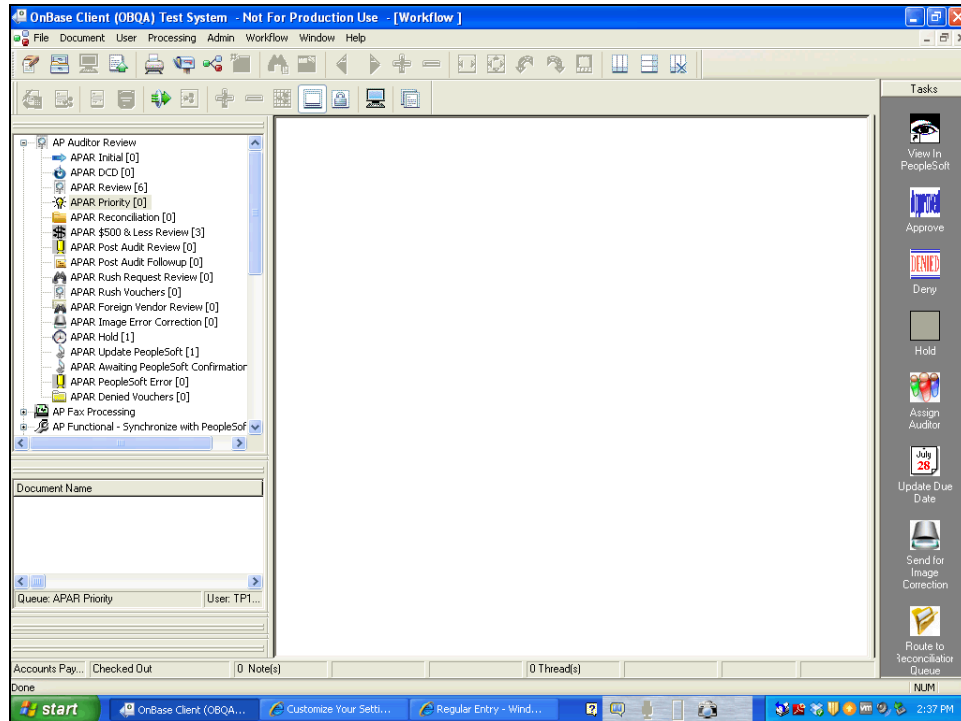 OnBase Client (OBQA) Test System - Not For Production Use - [Workflow ]
File Document User Processing Admin Workflow Window Help
Tasks
AP Auditor Review
APAR Initial [0]
APAR DCD [0]
APAR Review [6]
APAR Priority [0]
APAR Reconciliation [0]
APAR $500 & Less Review [3]
APAR Post Audit Review [0]
APAR Post Audit Followup [0]
APAR Rush Request Review [0]
APAR Rush Vouchers [0]
APAR Foreign Vendor Review [0]
APAR Image Error Correction [0]
APAR Hold [1]
APAR Update PeopleSoft [1]
APAR Awaiting PeopleSoft Confirmation
APAR PeopleSoft Error [0]
APAR Denied Vouchers [0]
AP Fax Processing
AP Functional - Synchronize with PeopleSof
Document Name
Queue: APAR Priority User: TP1...
View In
PeopleSoft
Approve
DENIED
Deny
Hold
Assign
Auditor
July
28
Update Due
Date
Send for
Image
Correction
Route to
Reconciliation
Queue
Accounts Pay... Checked Out 0 Note(s) 0 Thread(s)
Done NUM
start OnBase Client (OBQA... Customize Your Setti... Regular Entry - Wind... 2:37 PM